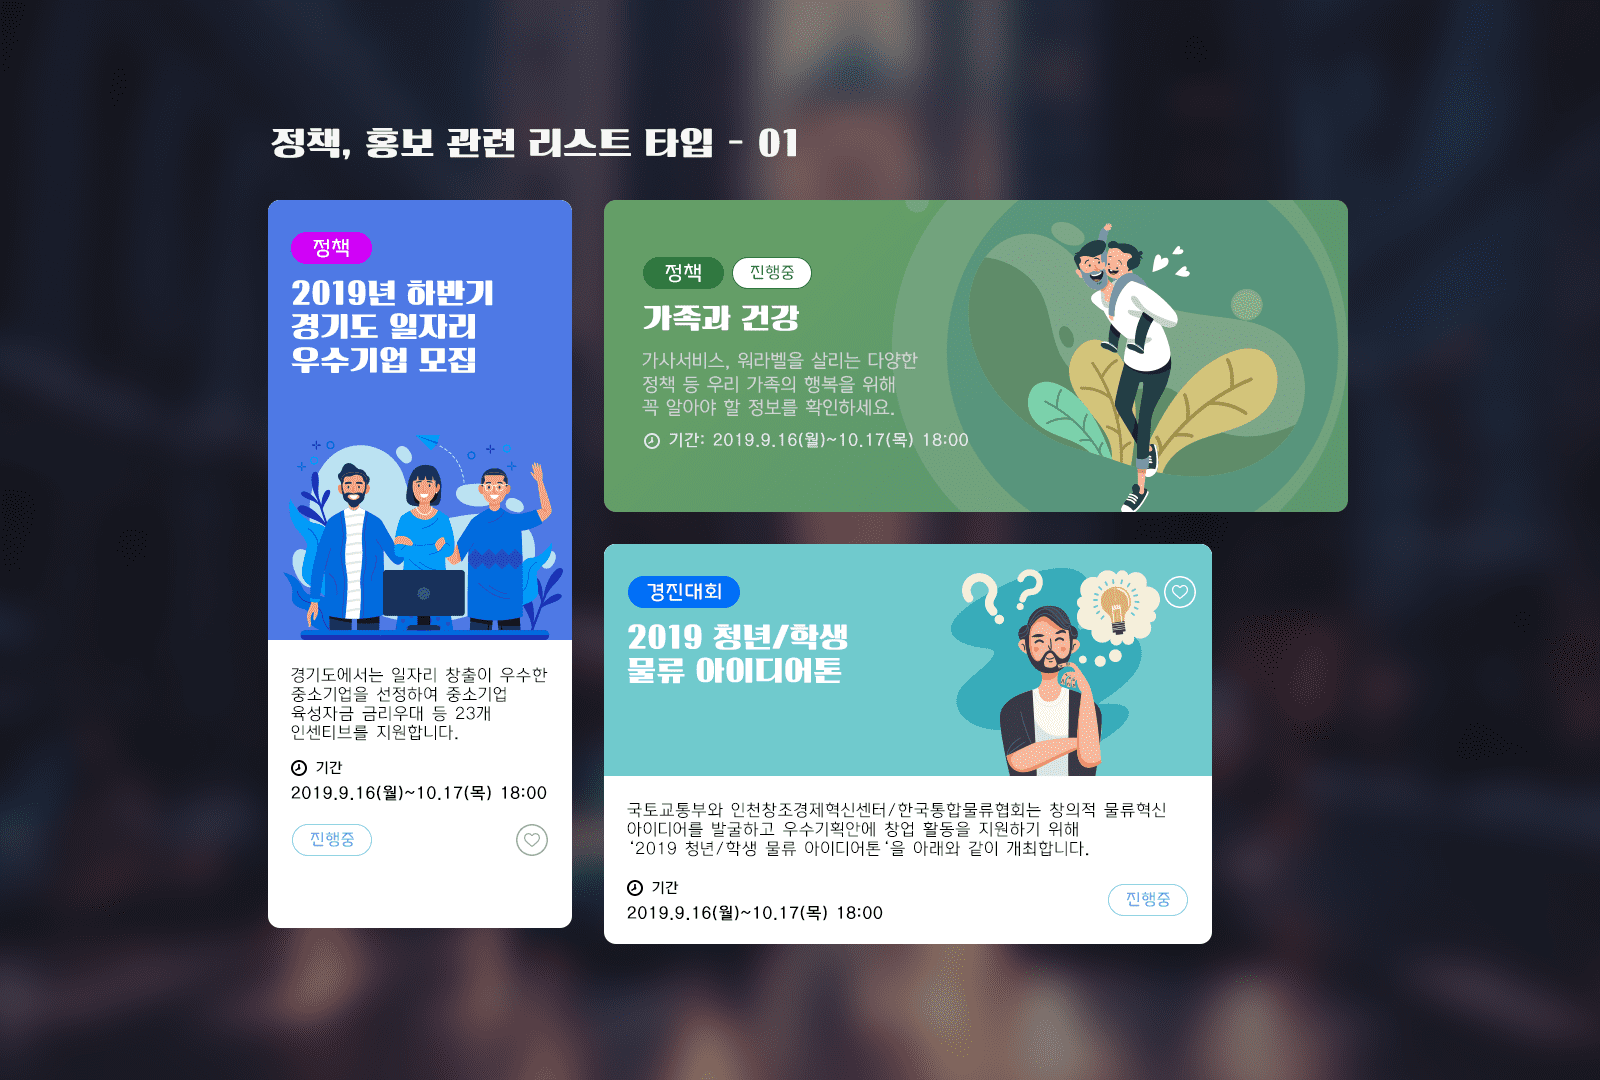 정책, 홍보 관련 리스트 타입 - 01
정책
2019년 하반기
경기도 일자리
우수기업 모집
경기도에서는 일자리 창출이 우수한
중소기업을 선정하여 중소기업
육성자금 금리우대 등 23개
인센티브를 지원합니다.
기간
2019.9.16(월)~10.17(목) 18:00
진행중
정책 진행중
가족과 건강
가사서비스, 워라벨을 살리는 다양한
정책 등 우리 가족의 행복을 위해
꼭 알아야 할 정보를 확인하세요.
기간: 2019.9.16(월)~10.17(목) 18:00
경진대회
2019 청년/학생
물류 아이디어톤
국토교통부와 인천창조경제혁신센터/한국통합물류협회는 창의적 물류혁신
아이디어를 발굴하고 우수기획안에 창업 활동을 지원하기 위해
‘2019 청년/학생 물류 아이디어톤‘을 아래와 같이 개최합니다.
기간
2019.9.16(월)~10.17(목) 18:00
진행중